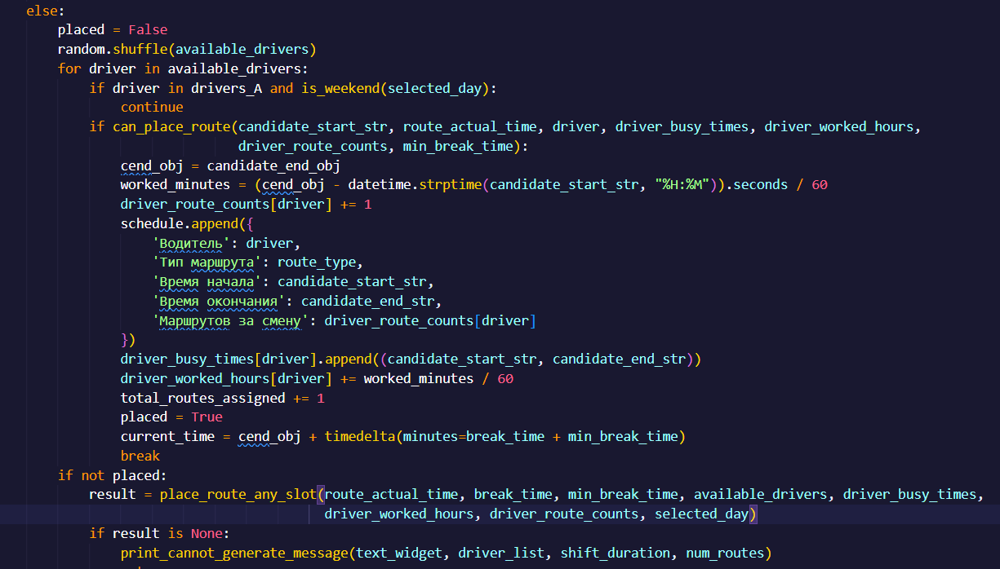 else:
placed = False
random.shuffle(available_drivers)
for driver in available_drivers:
if driver in drivers_A and is_weekend(selected_day):
continue
if can_place_route(candidate_start_str, route_actual_time, driver, driver_busy_times, driver_worked_hours,
driver_route_counts, min_break_time):
cend_obj = candidate_end_obj
worked_minutes = (cend_obj - datetime.strptime(candidate_start_str, "%H:%M")).seconds / 60
driver_route_counts[driver] += 1
schedule.append({
'Водитель': driver,
'Тип маршрута': route_type,
'Время начала': candidate_start_str,
'Время окончания': candidate_end_str,
'Маршрутов за смену': driver_route_counts[driver]
})
driver_busy_times[driver].append((candidate_start_str, candidate_end_str))
driver_worked_hours[driver] += worked_minutes / 60
total_routes_assigned += 1
placed = True
current_time = cend_obj + timedelta(minutes=break_time + min_break_time)
break
if not placed:
result = place_route_any_slot(route_actual_time, break_time, min_break_time, available_drivers, driver_busy_times,
driver_worked_hours, driver_route_counts, selected_day)
if result is None:
print_cannot_generate_message(text_widget, driver_list, shift_duration, num_routes)